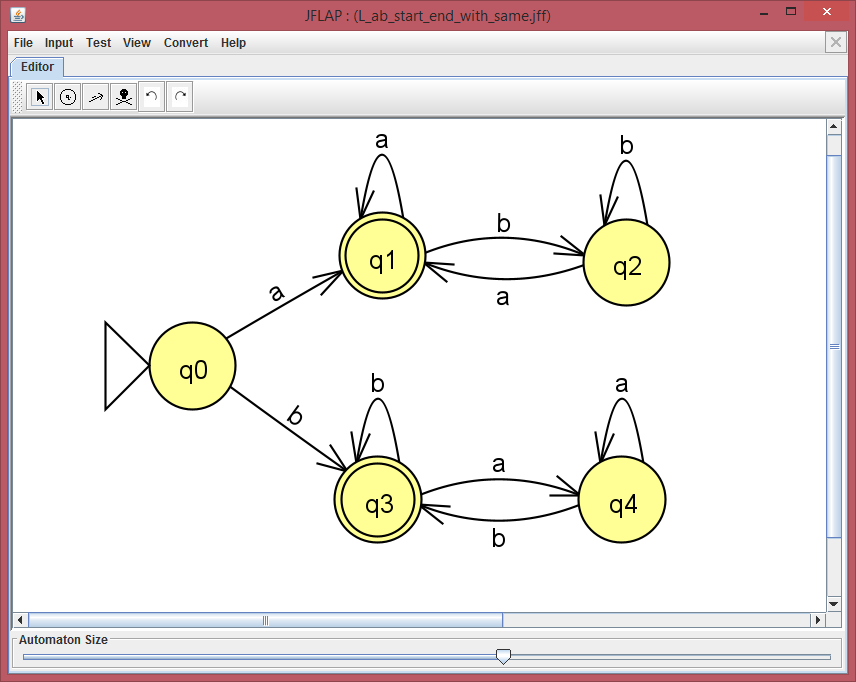 JFLAP : (L_ab_start_end_with_same.jff)
File Input Test View Convert Help
Editor
a
b
q1
b
q2
a
a
q0
b
b
a
q3
a
q4
b
Automaton Size